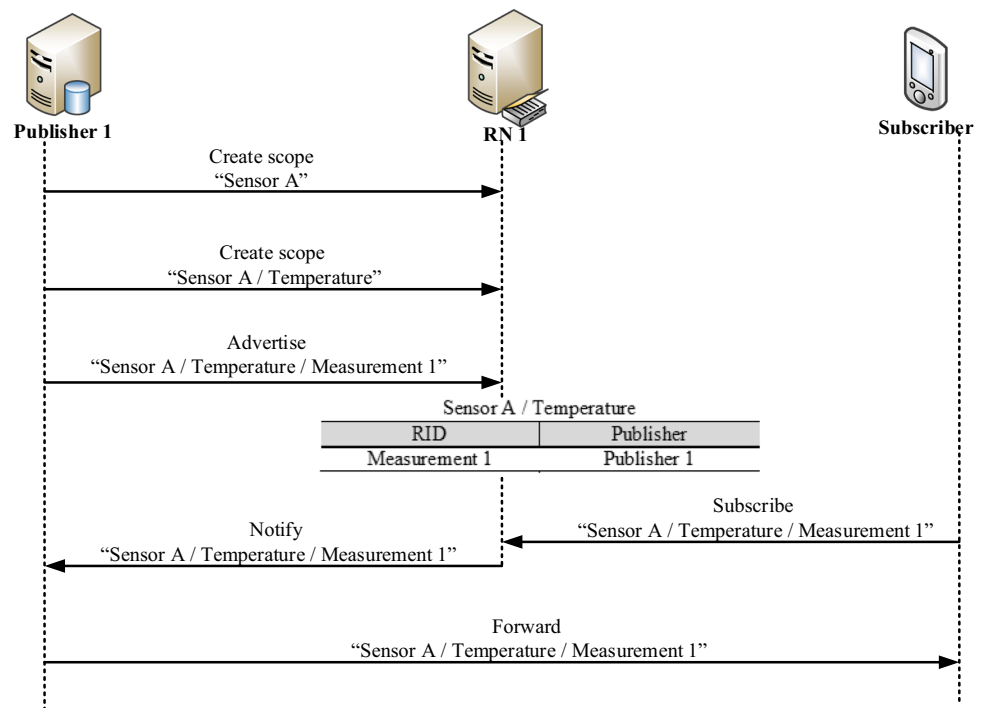 Publisher 1
RN 1
Subscriber
Create scope
“Sensor A”
Create scope
“Sensor A / Temperature”
Advertise
“Sensor A / Temperature / Measurement 1”
Sensor A / Temperature
RID Publisher
Measurement 1 Publisher 1
Subscribe
“Sensor A / Temperature / Measurement 1”
Notify
“Sensor A / Temperature / Measurement 1”
Forward
“Sensor A / Temperature / Measurement 1”